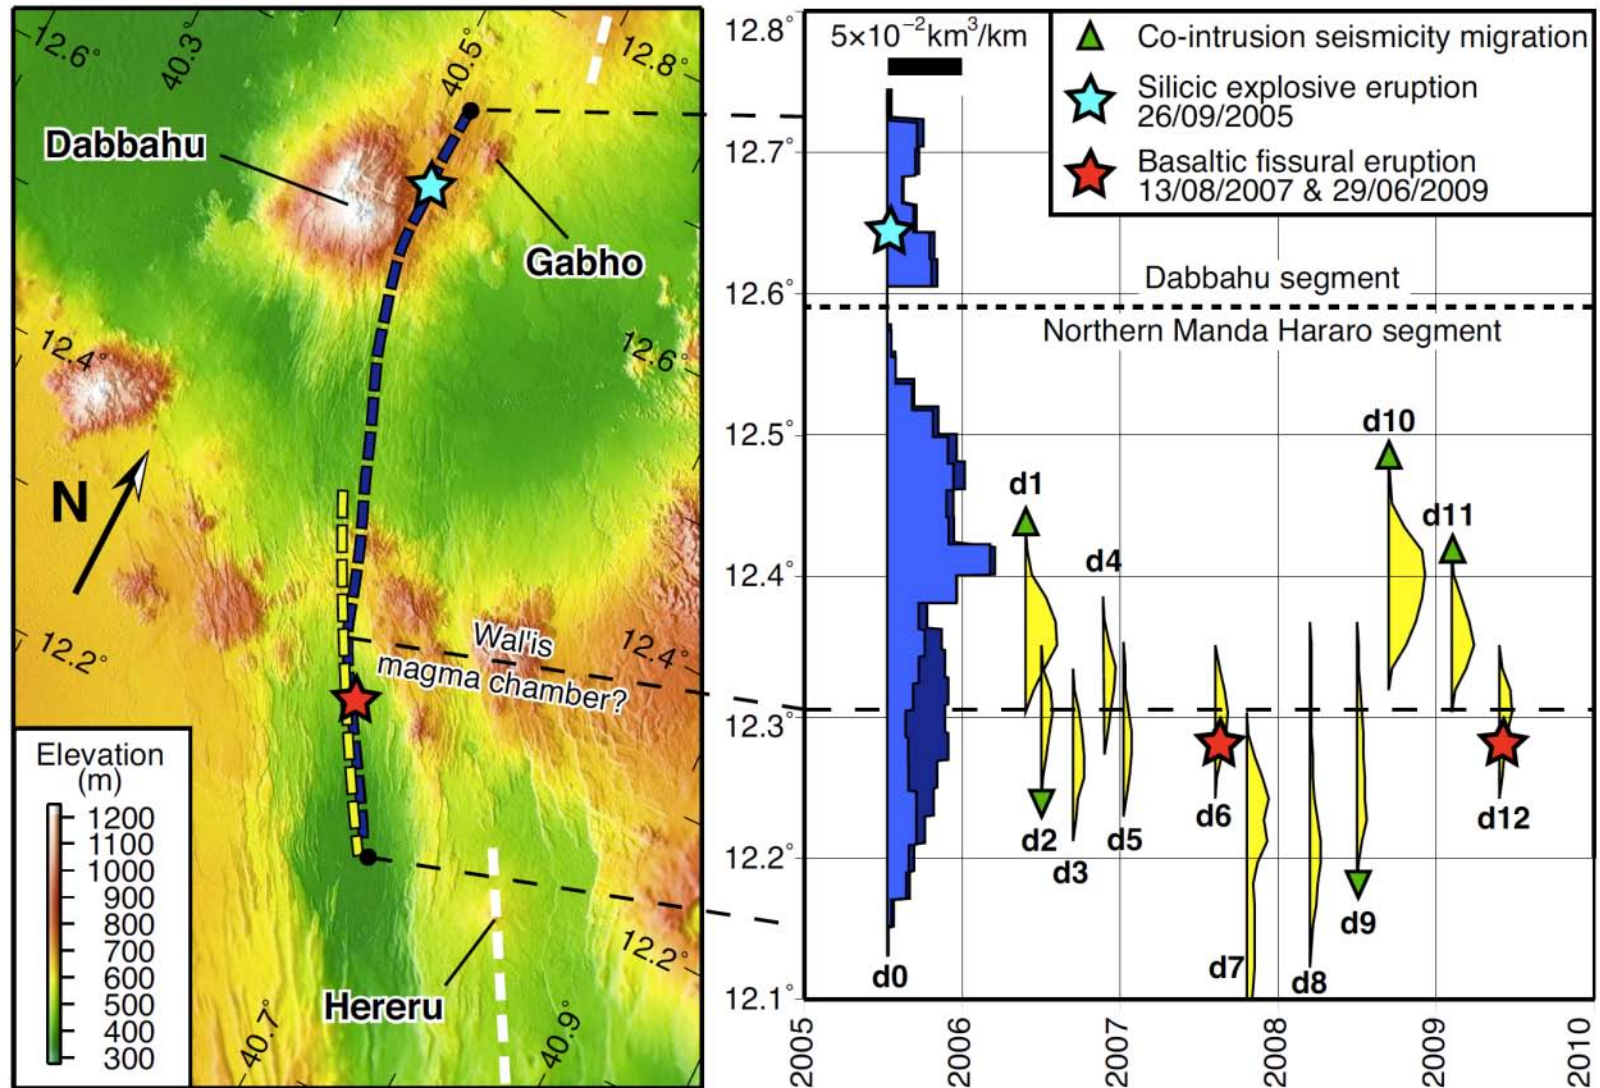 12.6°
40.3°
40.5°
12.8°
Dabbahu
Gabho
12.4°
12.6°
N
12.2°
Wal'is
magma chamber?
12.4°
Elevation
(m)
1200
1100
1000
900
800
700
600
500
400
300
Hereru
12.2°
40.7°
40.9°
12.8°
12.7°
12.6°
12.5°
12.4°
12.3°
12.2°
12.1°
5×10⁻²km³/km
Co-intrusion seismicity migration
Silicic explosive eruption
26/09/2005
Basaltic fissural eruption
13/08/2007 & 29/06/2009
Dabbahu segment
Northern Manda Hararo segment
d10
d1
d11
d4
d2
d3
d5
d6
d12
d9
d7
d8
d0
2005
2006
2007
2008
2009
2010